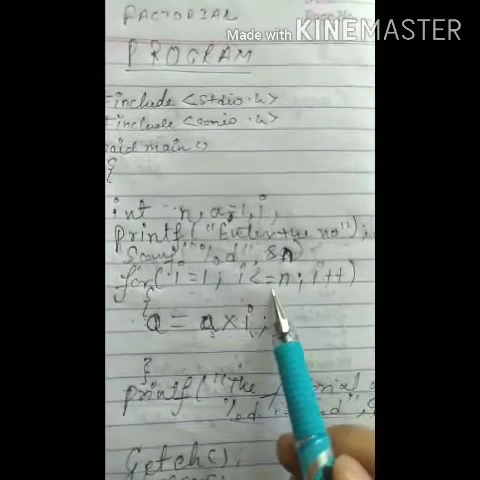 FACTORIAL
Made with KINEMASTER
PROGRAM
#include <stdio.h>
#include <conio.h>
void main()
{
int n, a=1, i;
printf("Enter the no");
Scanf"%d" &n)
for(i=1; i<=n; i++)
{
a = a x i;
}
printf("The
Getch();